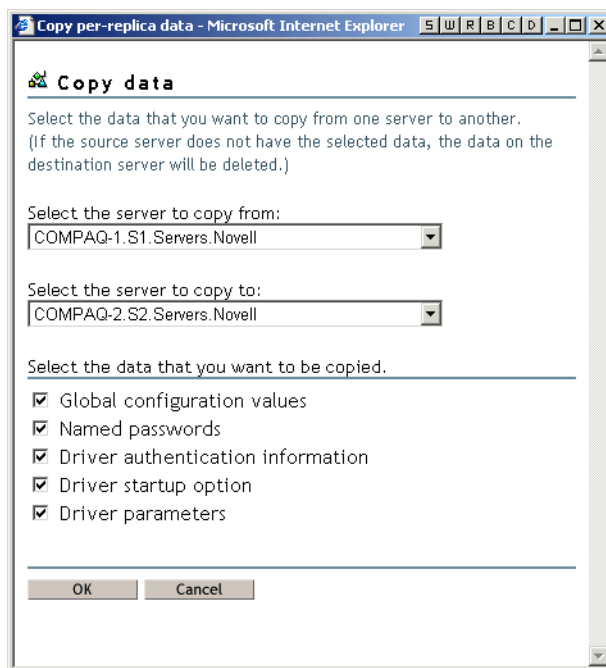 Copy per-replica data - Microsoft Internet Explorer S W R B C D
Copy data
Select the data that you want to copy from one server to another.
(If the source server does not have the selected data, the data on the
destination server will be deleted.)
Select the server to copy from:
COMPAQ-1.S1.Servers.Novell
Select the server to copy to:
COMPAQ-2.S2.Servers.Novell
Select the data that you want to be copied.
Global configuration values
Named passwords
Driver authentication information
Driver startup option
Driver parameters
OK Cancel